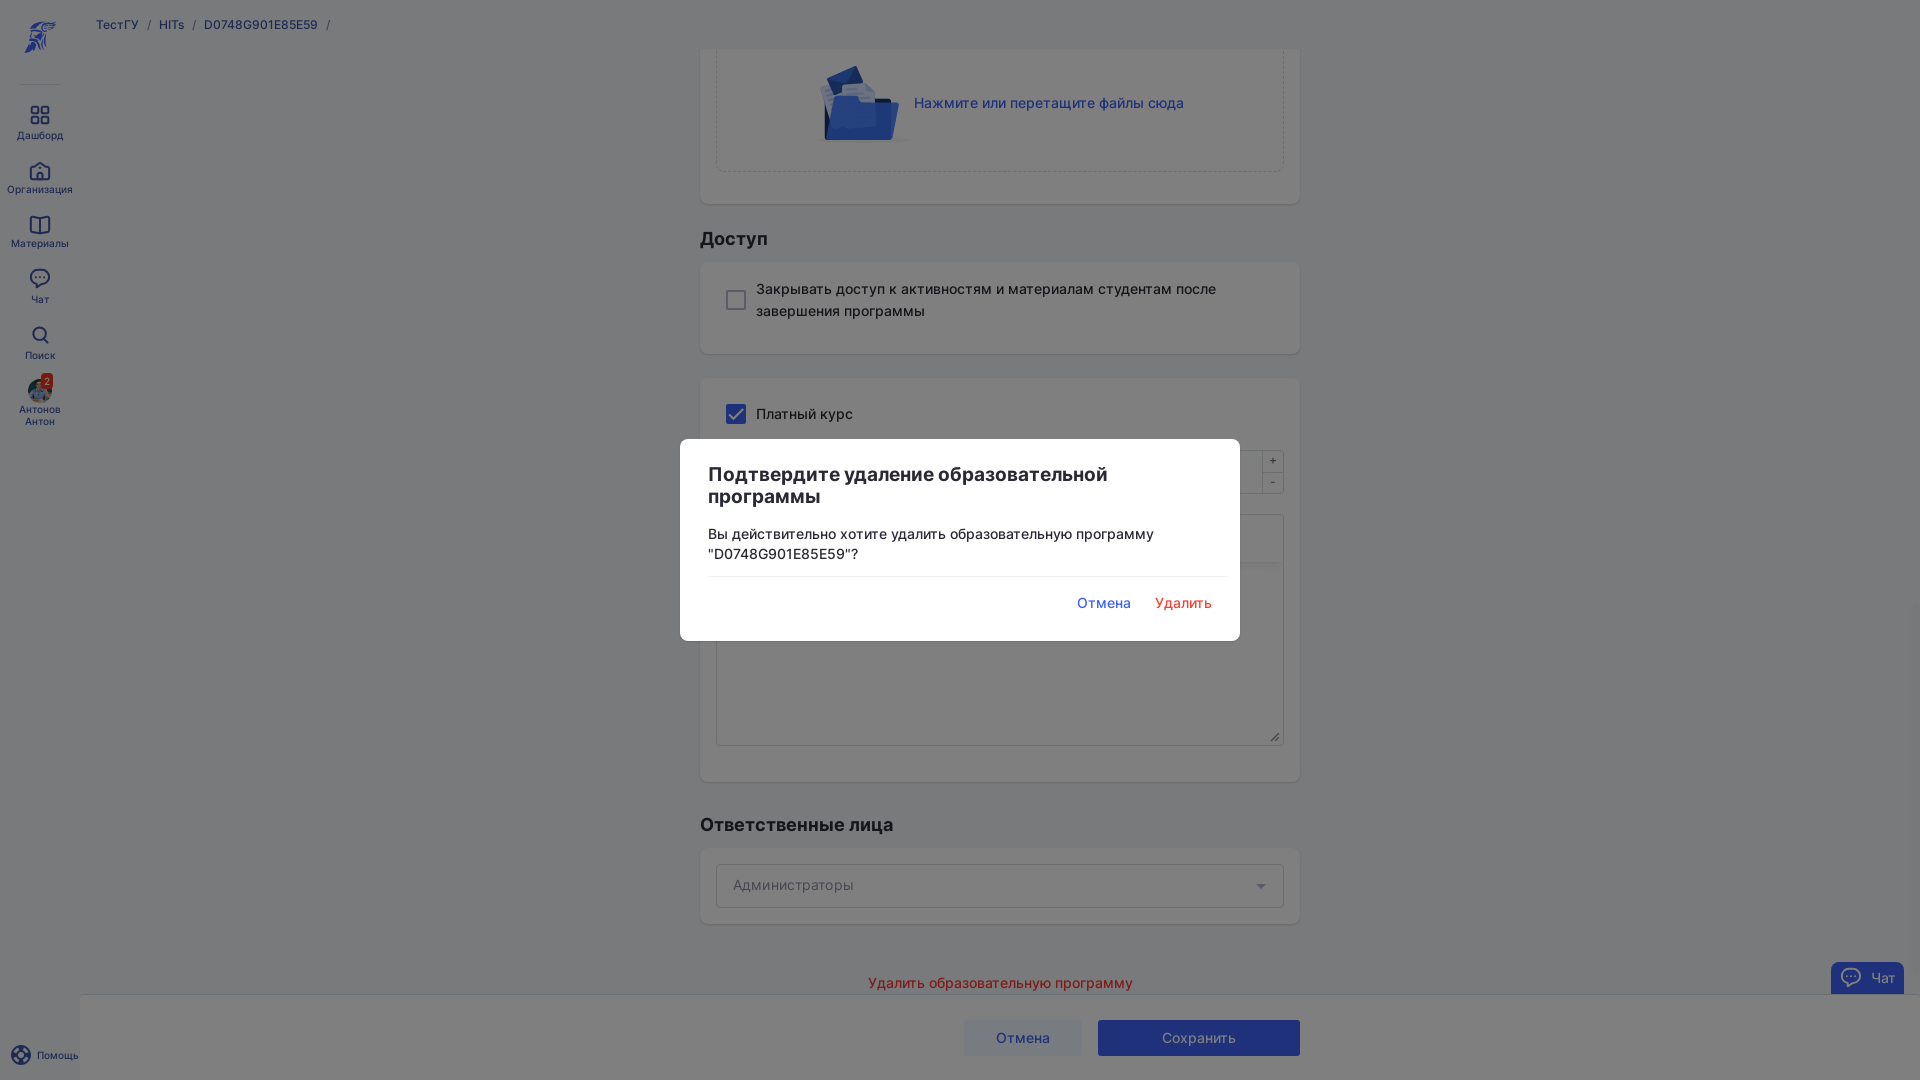 ТестГУ / HITs / D0748G901E85E59 /
Дашборд
Организация
Материалы
Чат
Поиск
2
Антонов
Антон
Помощь
Нажмите или перетащите файлы сюда
Доступ
Закрывать доступ к активностям и материалам студентам после
завершения программы
Платный курс
+
-
Подтвердите удаление образовательной
программы
Вы действительно хотите удалить образовательную программу
"D0748G901E85E59"?
Отмена Удалить
Ответственные лица
Администраторы
Удалить образовательную программу
Чат
Отмена Сохранить